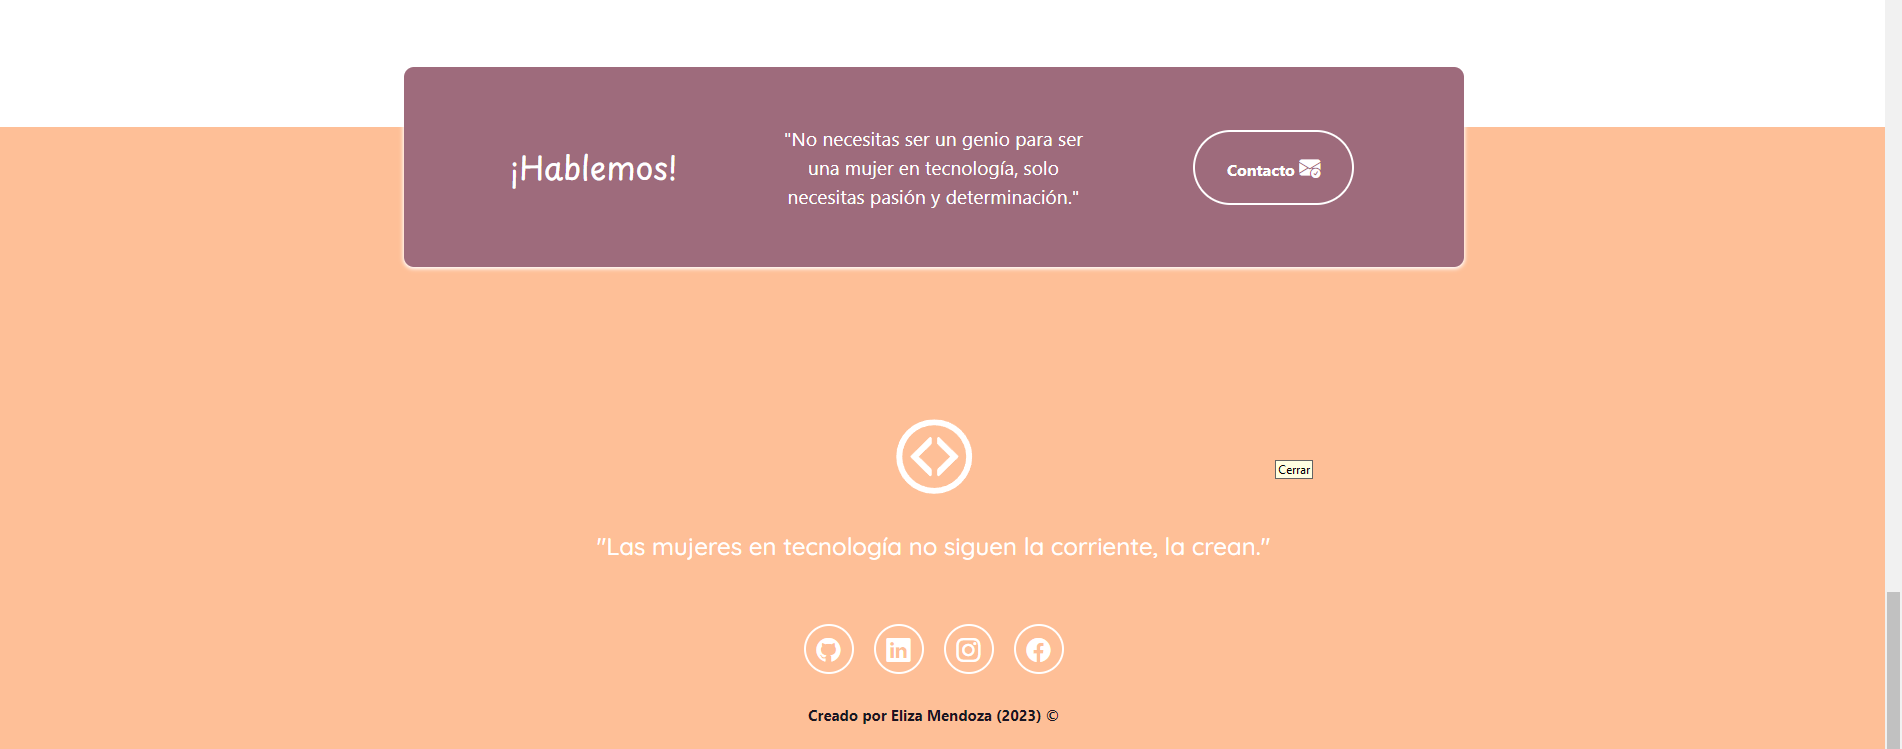 ¡Hablemos!
"No necesitas ser un genio para ser
una mujer en tecnología, solo
necesitas pasión y determinación."
Contacto
Cerrar
"Las mujeres en tecnología no siguen la corriente, la crean."
in
Creado por Eliza Mendoza (2023) ©